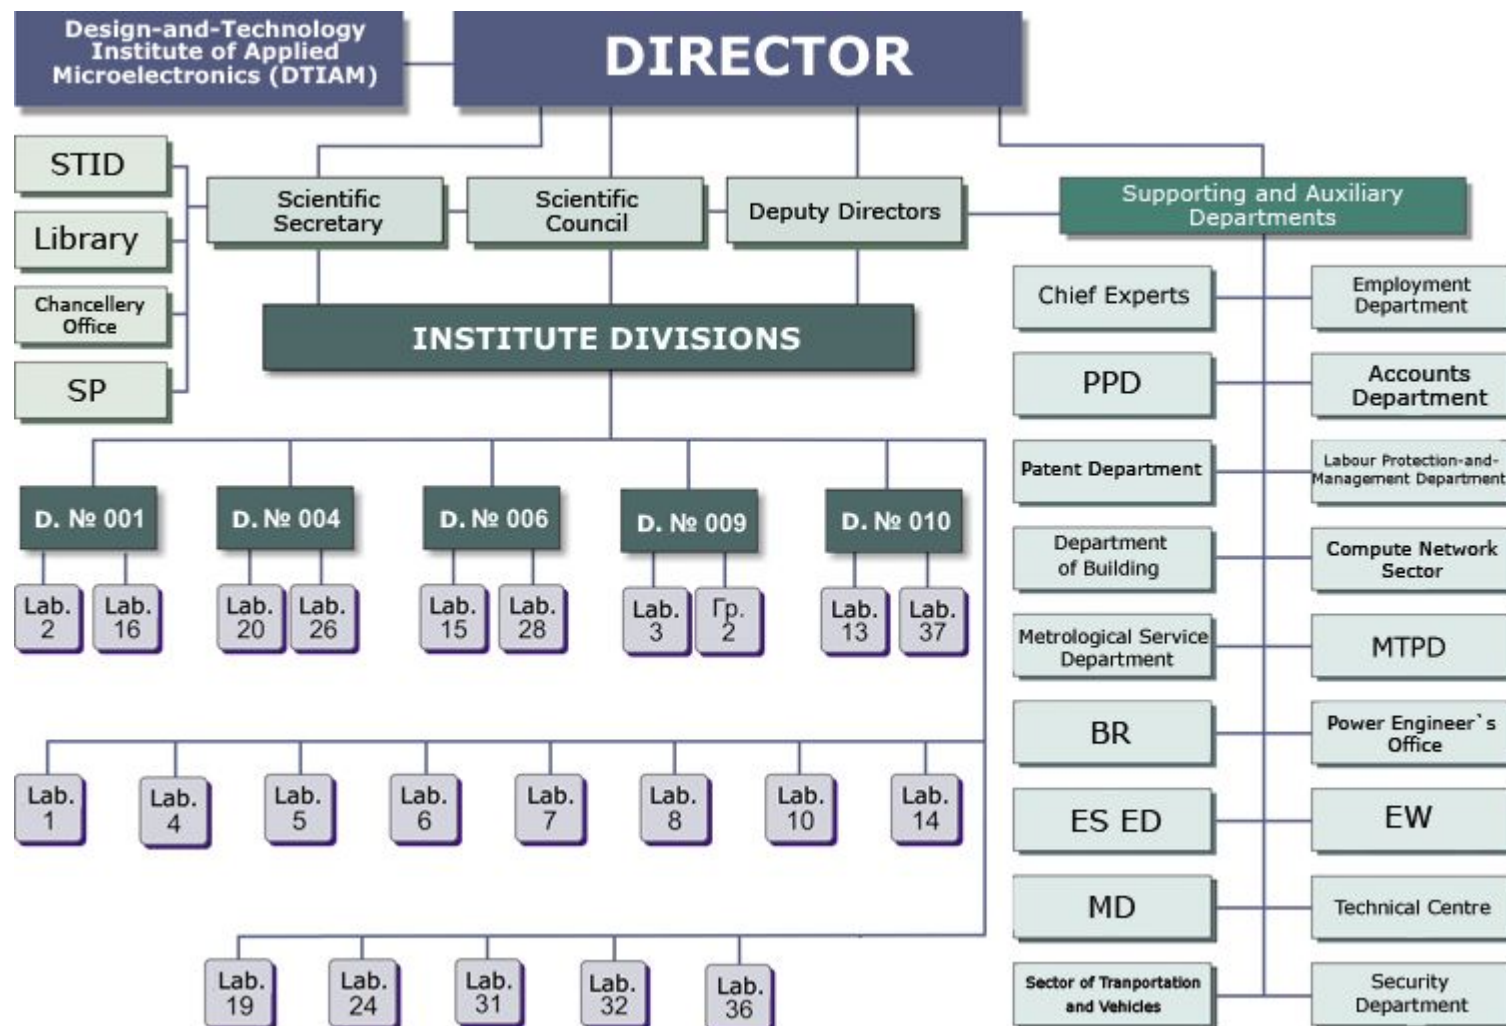 Design-and-Technology
Institute of Applied
Microelectronics (DTIAM)
DIRECTOR
STID
Library
Chancellery
Office
SP
Scientific
Secretary
Scientific
Council
Deputy Directors
Supporting and Auxiliary
Departments
INSTITUTE DIVISIONS
Chief Experts
Employment
Department
PPD
Accounts
Department
Patent Department
Labour Protection-and-
Management Department
Department
of Building
Compute Network
Sector
Metrological Service
Department
MTPD
BR
Power Engineer`s
Office
ES ED
EW
MD
Technical Centre
Sector of Tranportation
and Vehicles
Security
Department
D. № 001
D. № 004
D. № 006
D. № 009
D. № 010
Lab.
2
Lab.
16
Lab.
20
Lab.
26
Lab.
15
Lab.
28
Lab.
3
Гр.
2
Lab.
13
Lab.
37
Lab.
1
Lab.
4
Lab.
5
Lab.
6
Lab.
7
Lab.
8
Lab.
10
Lab.
14
Lab.
19
Lab.
24
Lab.
31
Lab.
32
Lab.
36